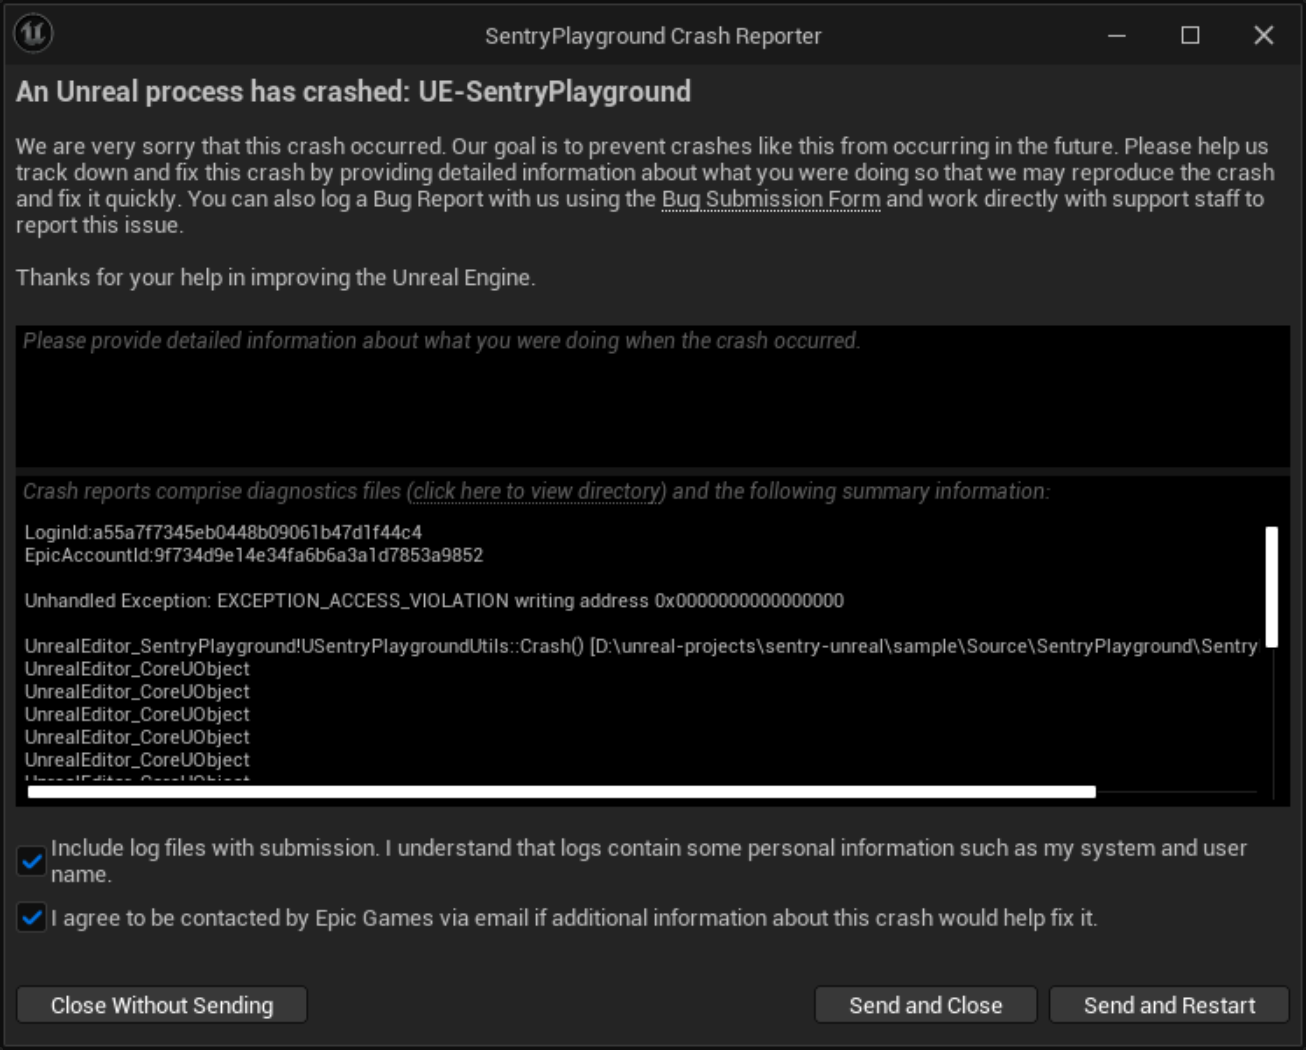 SentryPlayground Crash Reporter
An Unreal process has crashed: UE-SentryPlayground
We are very sorry that this crash occurred. Our goal is to prevent crashes like this from occurring in the future. Please help us
track down and fix this crash by providing detailed information about what you were doing so that we may reproduce the crash
and fix it quickly. You can also log a Bug Report with us using the Bug Submission Form and work directly with support staff to
report this issue.
Thanks for your help in improving the Unreal Engine.
Please provide detailed information about what you were doing when the crash occurred.
Crash reports comprise diagnostics files (click here to view directory) and the following summary information:
LoginId:a55a7f7345eb0448b09061b47d1f44c4
EpicAccountId:9f734d9e14e34fa6b6a3a1d7853a9852
Unhandled Exception: EXCEPTION_ACCESS_VIOLATION writing address 0x0000000000000000
UnrealEditor_SentryPlayground!USentryPlaygroundUtils::Crash() [D:\unreal-projects\sentry-unreal\sample\Source\SentryPlayground\Sentry
UnrealEditor_CoreUObject
UnrealEditor_CoreUObject
UnrealEditor_CoreUObject
UnrealEditor_CoreUObject
UnrealEditor_CoreUObject
Include log files with submission. I understand that logs contain some personal information such as my system and user
name.
I agree to be contacted by Epic Games via email if additional information about this crash would help fix it.
Close Without Sending
Send and Close
Send and Restart